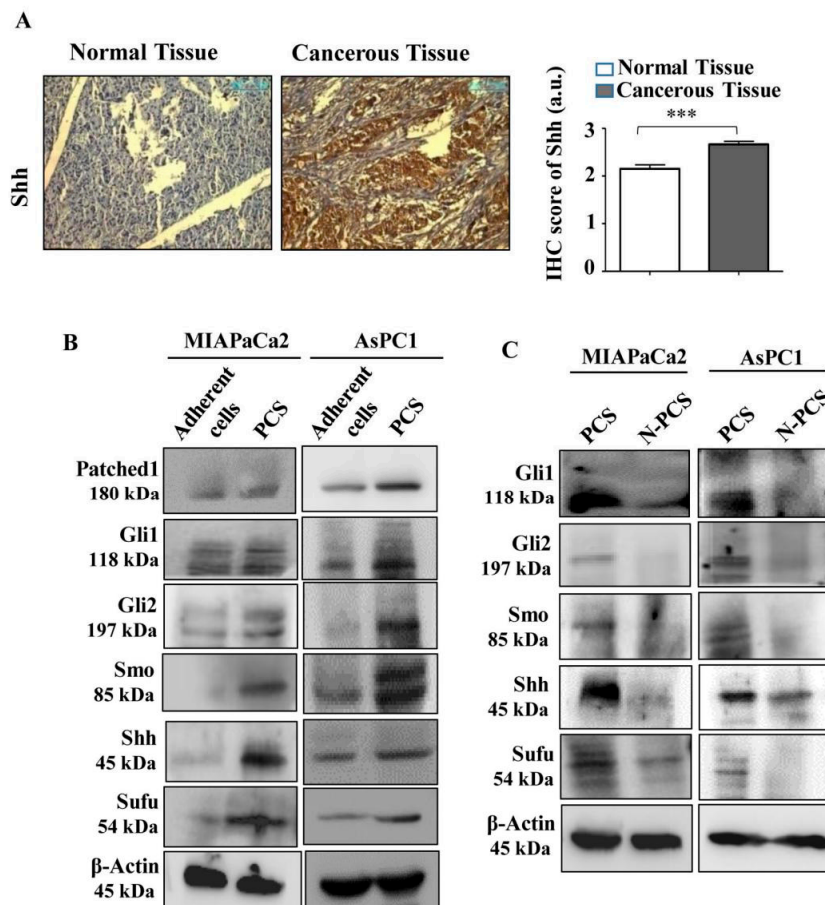 A
Normal Tissue
Cancerous Tissue
Shh
Normal Tissue
Cancerous Tissue
***
IHC score of Shh (a.u.)
3
2
1
0
B
MIAPaCa2
AsPC1
Adherent
cells
PCS
Adherent
cells
PCS
Patched1
180 kDa
Gli1
118 kDa
Gli2
197 kDa
Smo
85 kDa
Shh
45 kDa
Sufu
54 kDa
β-Actin
45 kDa
C
MIAPaCa2
AsPC1
PCS
N-PCS
PCS
N-PCS
Gli1
118 kDa
Gli2
197 kDa
Smo
85 kDa
Shh
45 kDa
Sufu
54 kDa
β-Actin
45 kDa